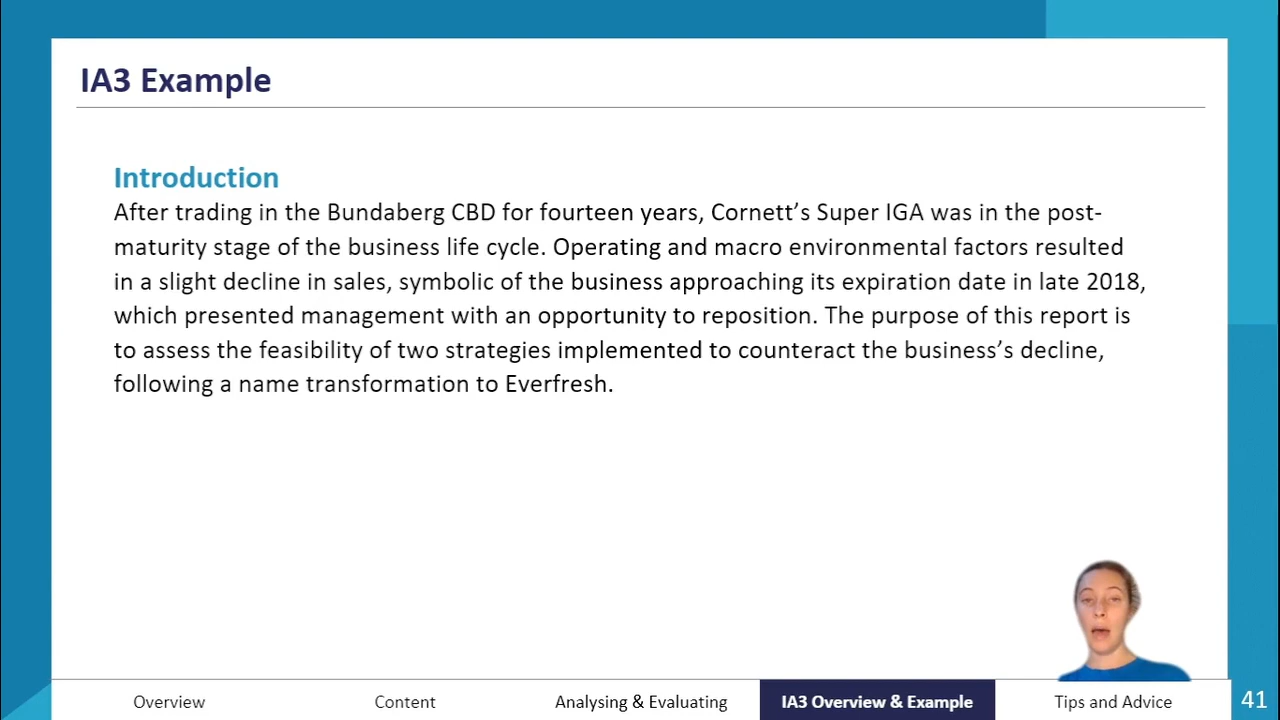 IA3 Example
Introduction
After trading in the Bundaberg CBD for fourteen years, Cornett’s Super IGA was in the post-
maturity stage of the business life cycle. Operating and macro environmental factors resulted
in a slight decline in sales, symbolic of the business approaching its expiration date in late 2018,
which presented management with an opportunity to reposition. The purpose of this report is
to assess the feasibility of two strategies implemented to counteract the business’s decline,
following a name transformation to Everfresh.
Overview Content Analysing & Evaluating IA3 Overview & Example Tips and Advice 41